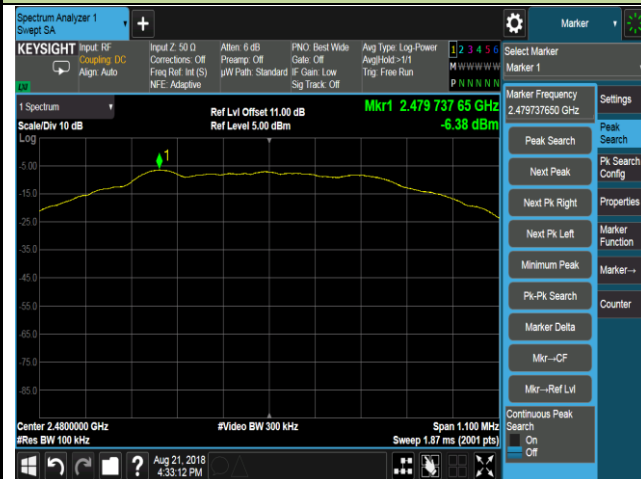 Spectrum Analyzer 1
Swept SA
Marker
KEYSIGHT
Input: RF
Coupling: DC
Align: Auto
Input Z: 50 Ω
Corrections: Off
Freq Ref: Int (S)
NFE: Adaptive
Atten: 6 dB
Preamp: Off
µW Path: Standard
PNO: Best Wide
Gate: Off
IF Gain: Low
Sig Track: Off
Avg Type: Log-Power
Avg|Hold:>1/1
Trig: Free Run
1 2 3 4 5 6
M W W W W W
P N N N N N
LXI
Select Marker
Marker 1
1 Spectrum
Scale/Div 10 dB
Log
Ref Lvl Offset 11.00 dB
Ref Level 5.00 dBm
Mkr1 2.479 737 65 GHz
-6.38 dBm
1
-5.00
-15.0
-25.0
-35.0
-45.0
-55.0
-65.0
-75.0
-85.0
Center 2.4800000 GHz
#Res BW 100 kHz
#Video BW 300 kHz
Span 1.100 MHz
Sweep 1.87 ms (2001 pts)
Marker Frequency
2.479737650 GHz
Peak Search
Next Peak
Next Pk Right
Next Pk Left
Minimum Peak
Pk-Pk Search
Marker Delta
Mkr→CF
Mkr→Ref Lvl
Continuous Peak
Search
On
Off
Settings
Peak
Search
Pk Search
Config
Properties
Marker
Function
Marker→
Counter
?
Aug 21, 2018
4:33:12 PM